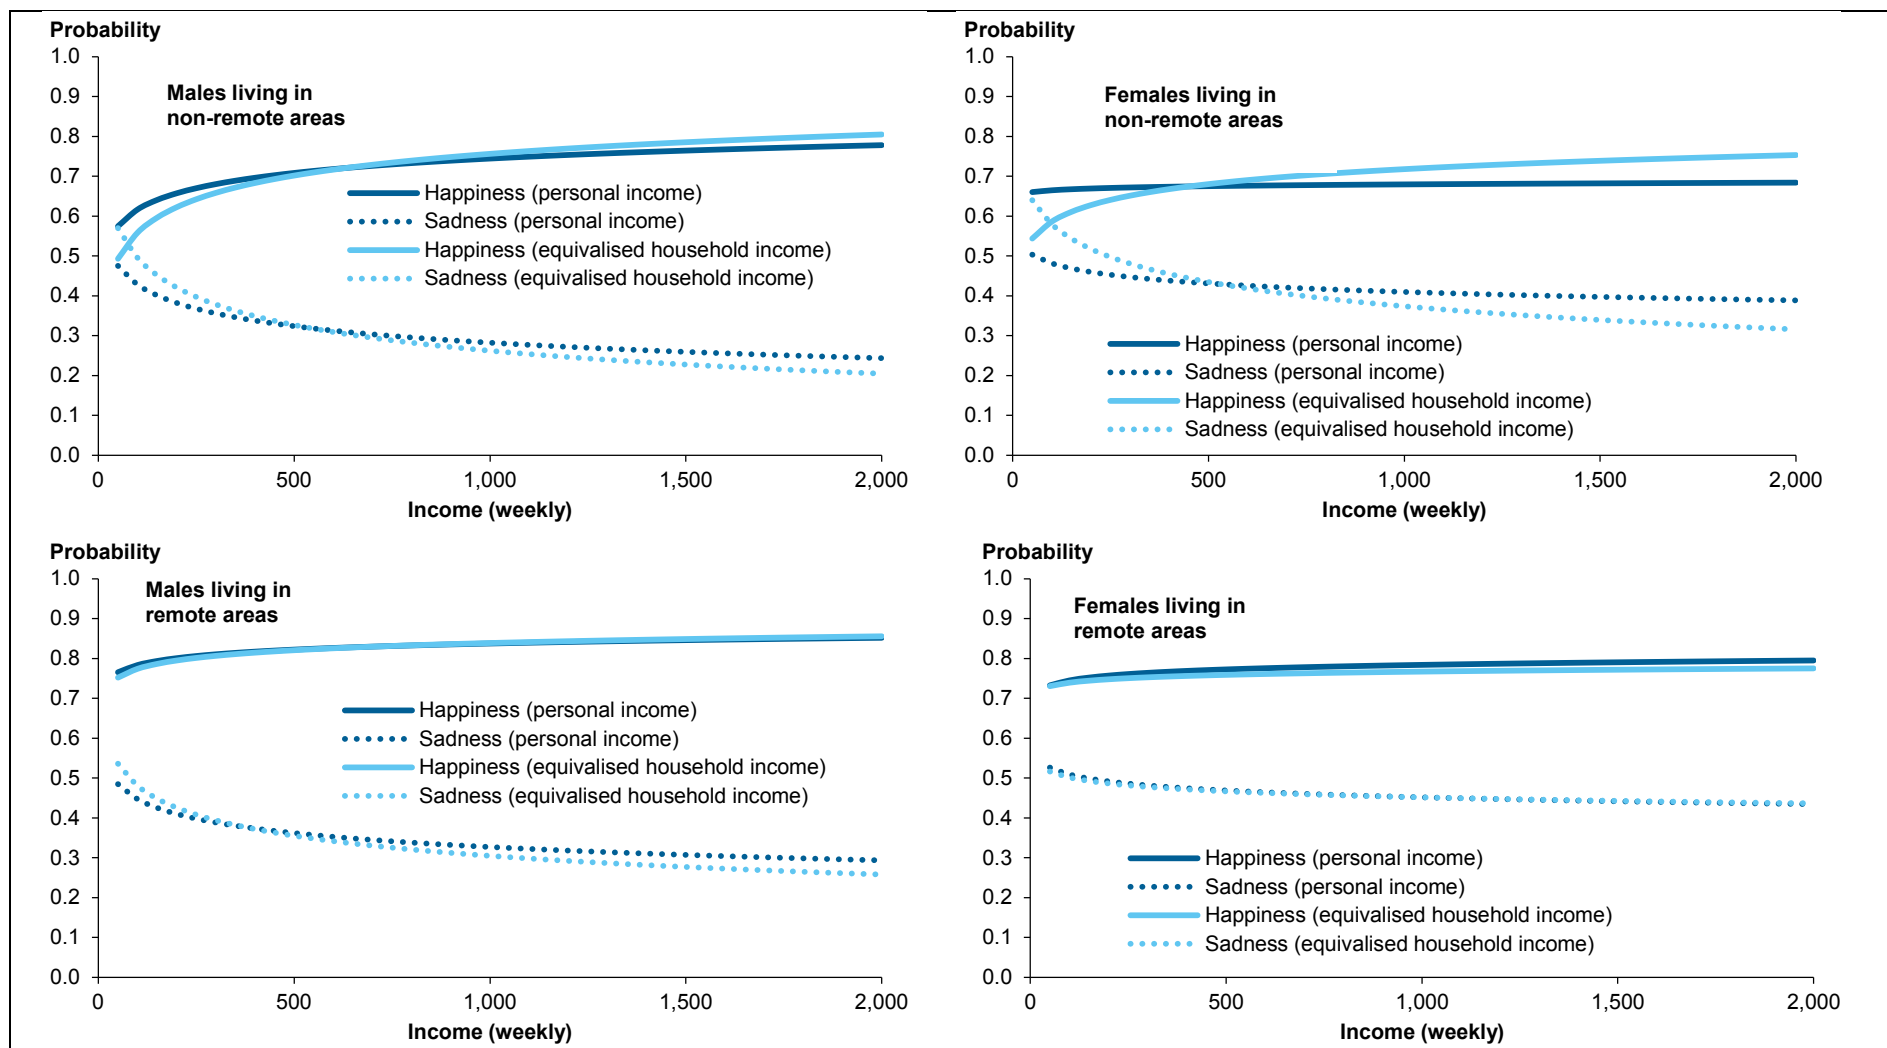 Probability
1.0
0.9
0.8
0.7
0.6
0.5
0.4
0.3
0.2
0.1
0.0
Males living in
non-remote areas
Happiness (personal income)
Sadness (personal income)
Happiness (equivalised household income)
Sadness (equivalised household income)
0 500 1,000 1,500 2,000
Income (weekly)
Probability
1.0
0.9
0.8
0.7
0.6
0.5
0.4
0.3
0.2
0.1
0.0
Females living in
non-remote areas
Happiness (personal income)
Sadness (personal income)
Happiness (equivalised household income)
Sadness (equivalised household income)
0 500 1,000 1,500 2,000
Income (weekly)
Probability
1.0
0.9
0.8
0.7
0.6
0.5
0.4
0.3
0.2
0.1
0.0
Males living in
remote areas
Happiness (personal income)
Sadness (personal income)
Happiness (equivalised household income)
Sadness (equivalised household income)
0 500 1,000 1,500 2,000
Income (weekly)
Probability
1.0
0.9
0.8
0.7
0.6
0.5
0.4
0.3
0.2
0.1
0.0
Females living in
remote areas
Happiness (personal income)
Sadness (personal income)
Happiness (equivalised household income)
Sadness (equivalised household income)
0 500 1,000 1,500 2,000
Income (weekly)